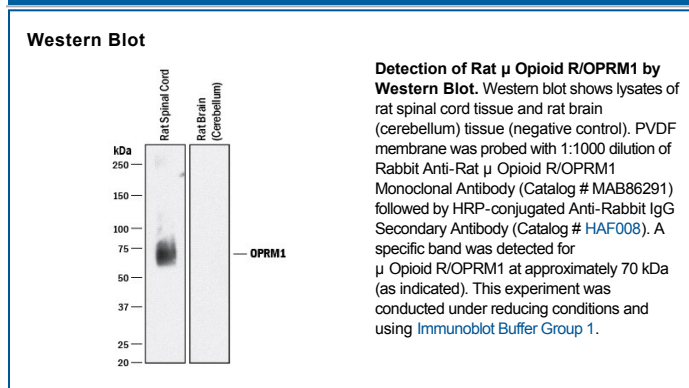 Western Blot
Rat Spinal Cord
Rat Brain
(Cerebellum)
kDa
250
150
100
75
50
37
25
20
OPRM1
Detection of Rat μ Opioid R/OPRM1 by
Western Blot. Western blot shows lysates of
rat spinal cord tissue and rat brain
(cerebellum) tissue (negative control). PVDF
membrane was probed with 1:1000 dilution of
Rabbit Anti-Rat μ Opioid R/OPRM1
Monoclonal Antibody (Catalog # MAB86291)
followed by HRP-conjugated Anti-Rabbit IgG
Secondary Antibody (Catalog # HAF008). A
specific band was detected for
μ Opioid R/OPRM1 at approximately 70 kDa
(as indicated). This experiment was
conducted under reducing conditions and
using Immunoblot Buffer Group 1.